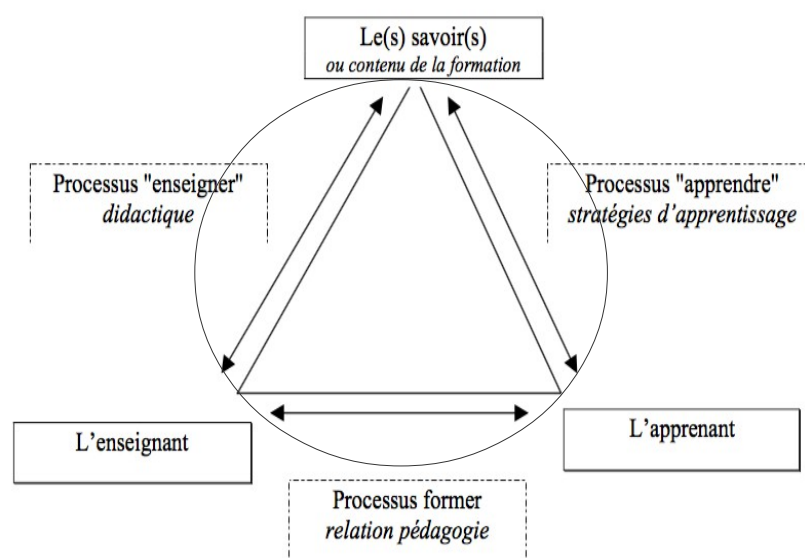 Le(s) savoir(s)
ou contenu de la formation
Processus "enseigner"
didactique
Processus "apprendre"
stratégies d'apprentissage
L'enseignant
L'apprenant
Processus former
relation pédagogie